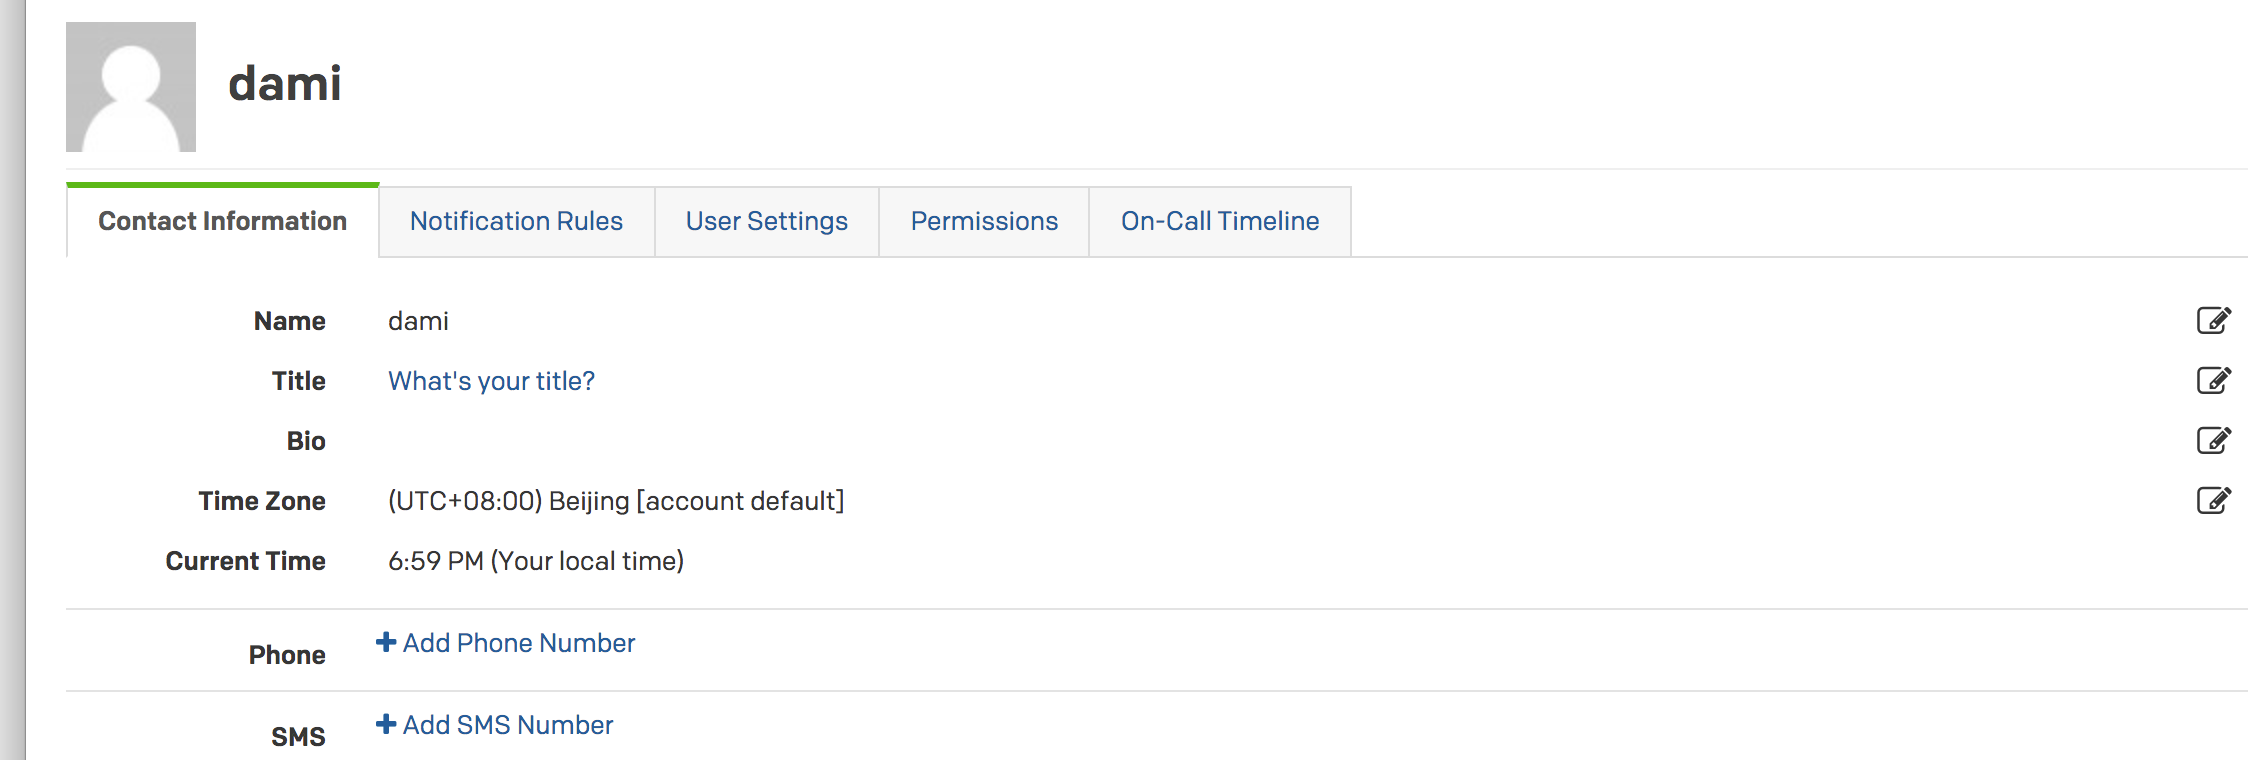 dami
Contact Information Notification Rules User Settings Permissions On-Call Timeline
Name dami
Title What's your title?
Bio
Time Zone (UTC+08:00) Beijing [account default]
Current Time 6:59 PM (Your local time)
Phone + Add Phone Number
SMS + Add SMS Number